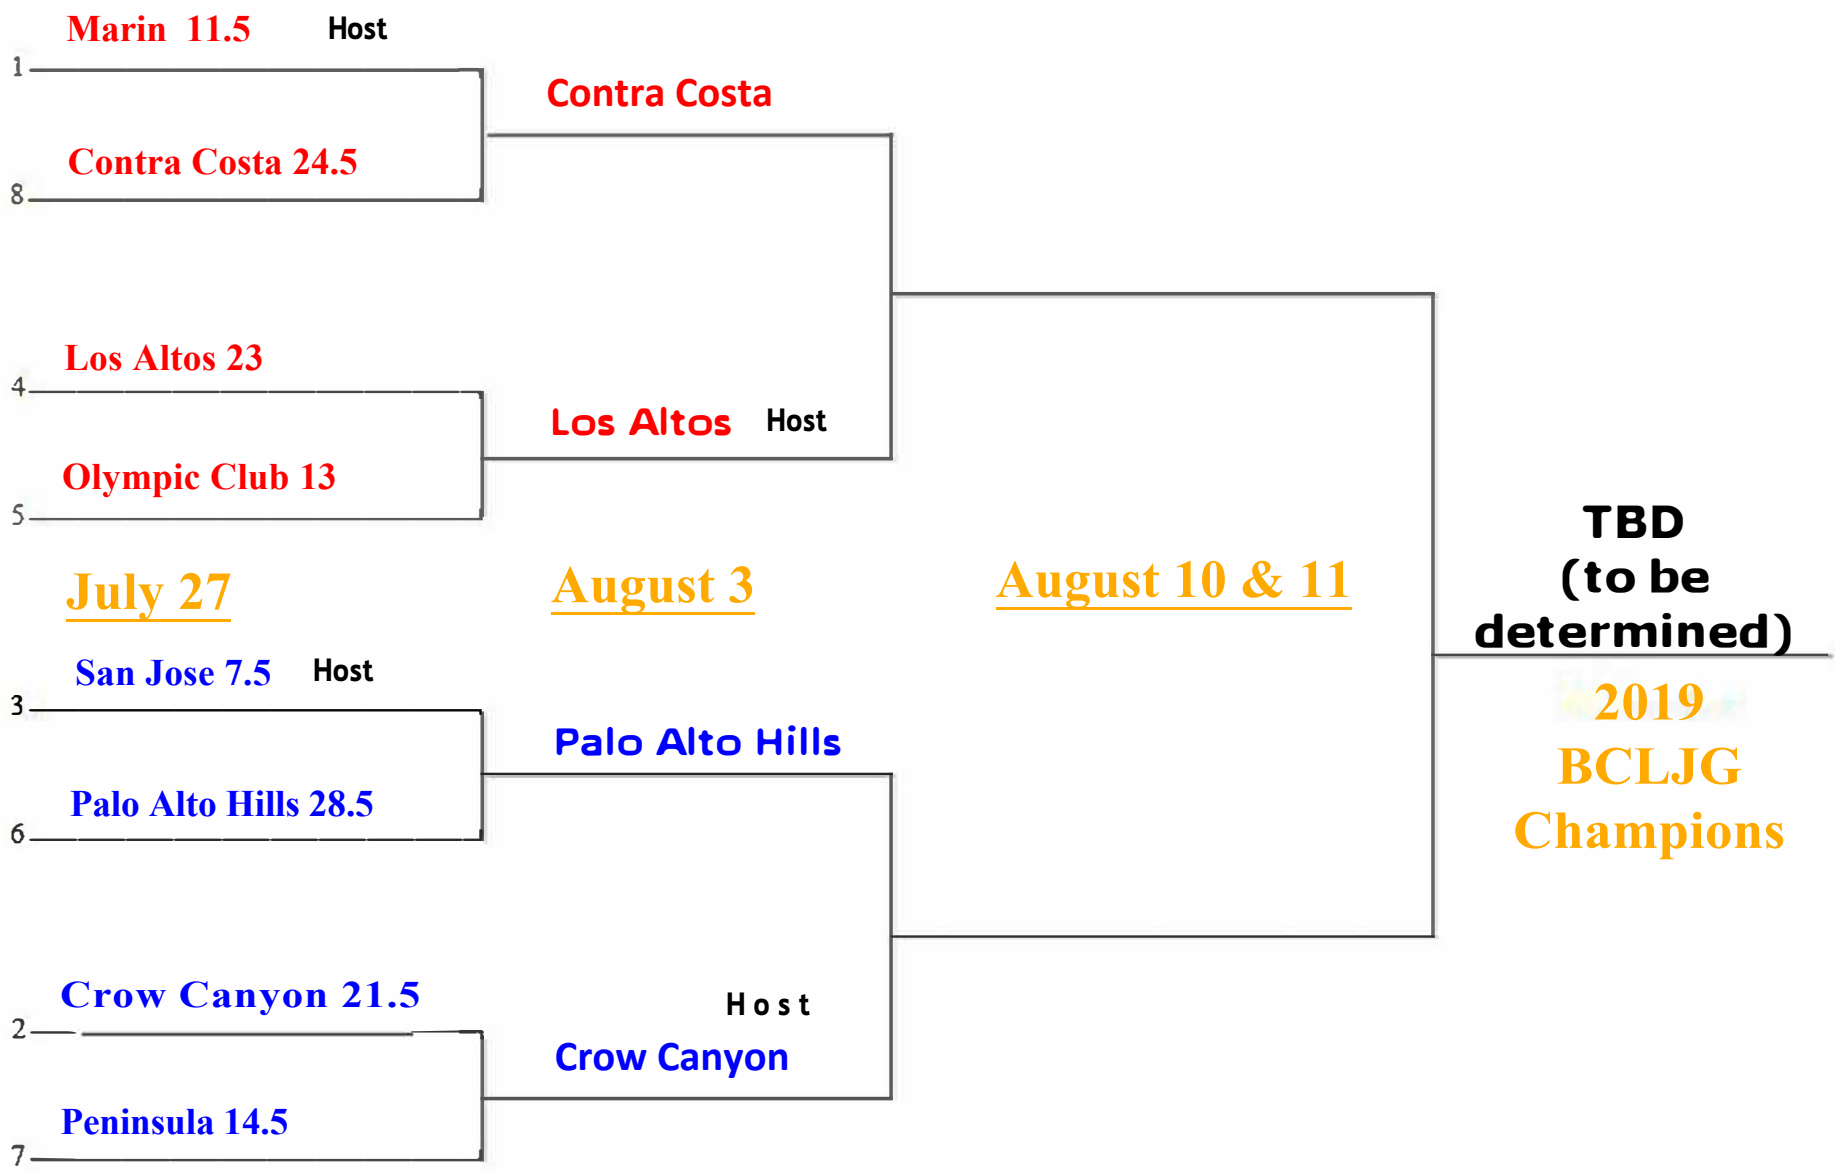 Marin 11.5 Host
1
Contra Costa
Contra Costa 24.5
8
Los Altos 23
4
Los Altos Host
Olympic Club 13
5
July 27
August 3
August 10 & 11
TBD
(to be
determined)
San Jose 7.5 Host
3
2019
BCLJG
Champions
Palo Alto Hills
Palo Alto Hills 28.5
6
Crow Canyon 21.5
Host
2
Crow Canyon
Peninsula 14.5
7